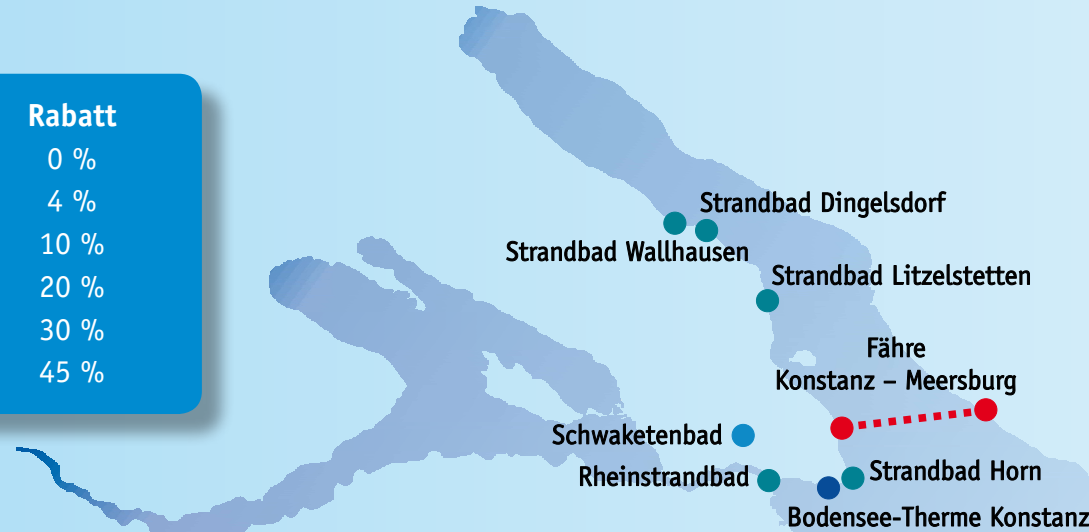 Rabatt
0 %
4 %
10 %
20 %
30 %
45 %
Strandbad Dingelsdorf
Strandbad Wallhausen
Strandbad Litzelstetten
Fähre
Konstanz – Meersburg
Schwaketenbad
Rheinstrandbad
Strandbad Horn
Bodensee-Therme Konstanz